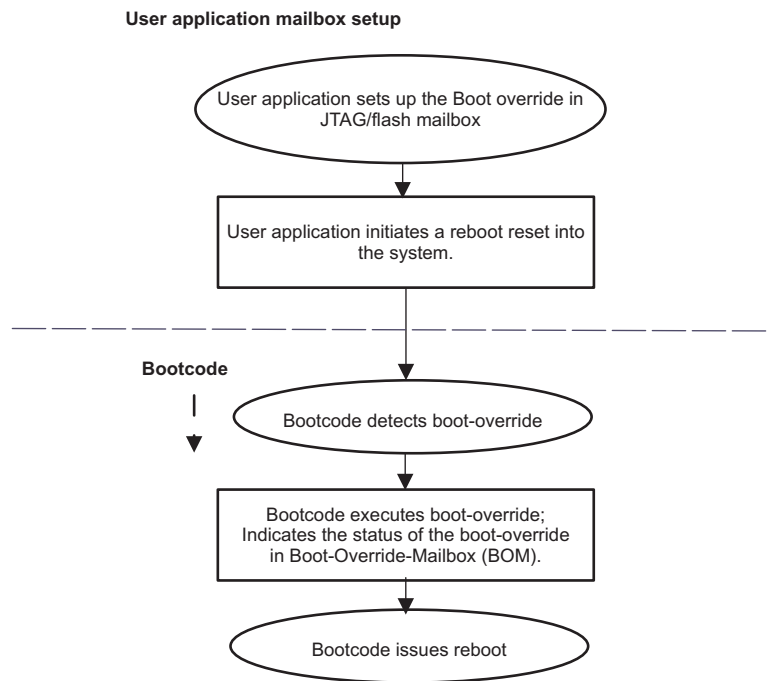 User application mailbox setup
User application sets up the Boot override in
JTAG/flash mailbox
User application initiates a reboot reset into
the system.
Bootcode
Bootcode detects boot-override
Bootcode executes boot-override;
Indicates the status of the boot-override
in Boot-Override-Mailbox (BOM).
Bootcode issues reboot